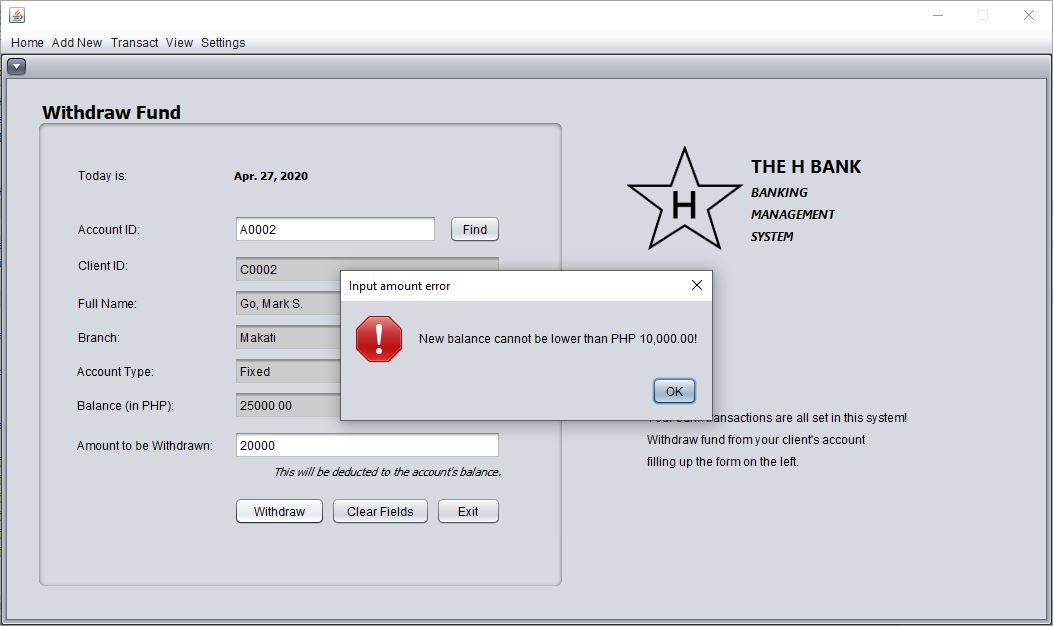 Home Add New Transact View Settings
Withdraw Fund
Today is: Apr. 27, 2020
Account ID: A0002 Find
Client ID: C0002
Full Name: Go, Mark S.
Branch: Makati
Account Type: Fixed
Balance (in PHP): 25000.00
Amount to be Withdrawn: 20000
This will be deducted to the account's balance.
Withdraw Clear Fields Exit
H
THE H BANK
BANKING
MANAGEMENT
SYSTEM
Input amount error
!
New balance cannot be lower than PHP 10,000.00!
OK
transactions are all set in this system!
Withdraw fund from your client's account
filling up the form on the left.